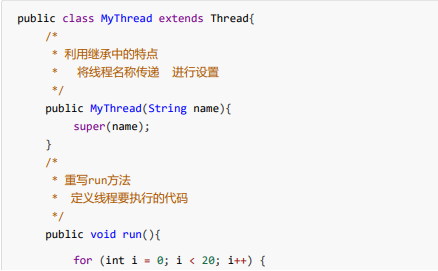 public class MyThread extends Thread{
/*
* 利用继承中的特点
* 将线程名称传递 进行设置
*/
public MyThread(String name){
super(name);
}
/*
* 重写run方法
* 定义线程要执行的代码
*/
public void run(){
for (int i = 0; i < 20; i++) {